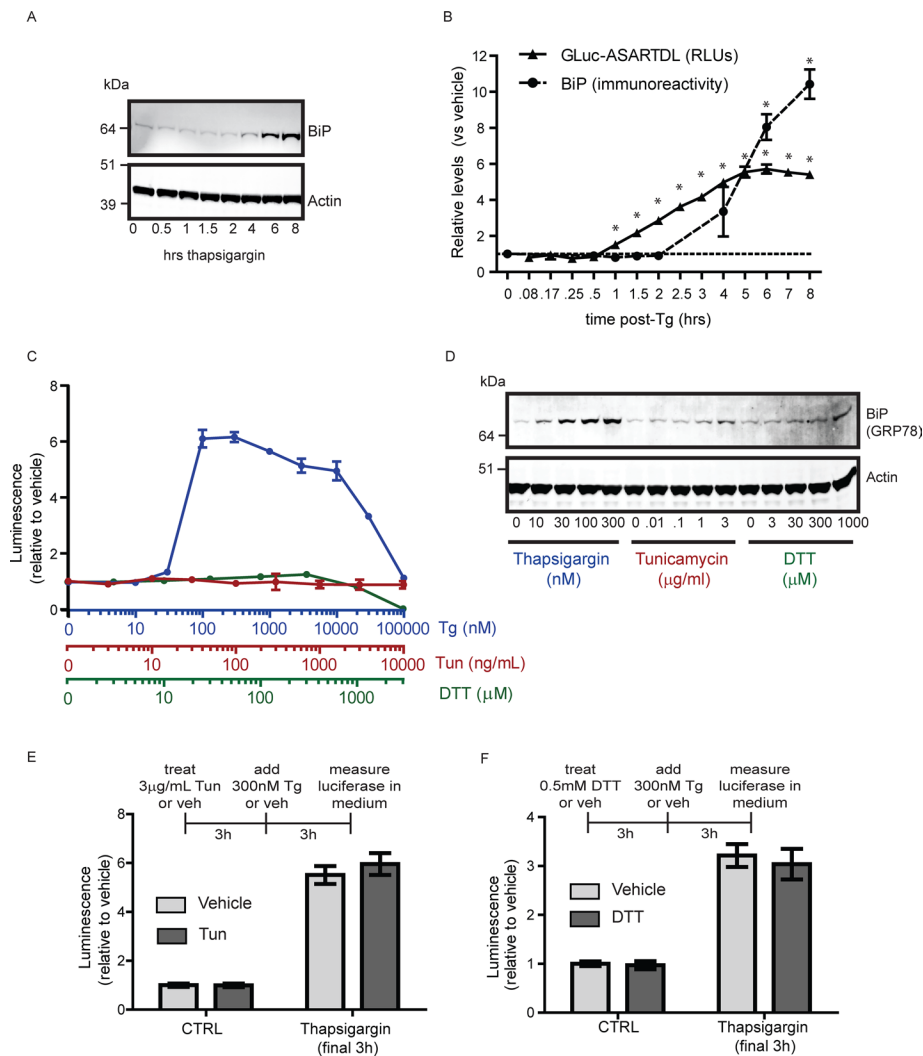 A
kDa
64
BiP
51
39
Actin
0 0.5 1 1.5 2 4 6 8
hrs thapsigargin
B
GLuc-ASARTDL (RLUs)
BiP (immunoreactivity)
Relative levels (vs vehicle)
12
10
8
6
4
2
0
* * * * * * * * * * *
0 .08 .17 .25 .5 1 1.5 2 2.5 3 4 5 6 7 8
time post-Tg (hrs)
C
Luminescence
(relative to vehicle)
8
6
4
2
0
0 10 100 1000 10000 100000 Tg (nM)
0 10 100 1000 10000 Tun (ng/mL)
0 10 100 1000 DTT (μM)
D
kDa
64
BiP
(GRP78)
51
Actin
0 10 30 100 300 0 .01 .1 1 3 0 3 30 300 1000
Thapsigargin
(nM)
Tunicamycin
(μg/ml)
DTT
(μM)
E
treat
3μg/mL Tun
or veh
add
300nM Tg
or veh
measure
luciferase in
medium
3h 3h
Luminescence
(relative to vehicle)
8
6
4
2
0
Vehicle
Tun
CTRL
Thapsigargin
(final 3h)
F
treat
0.5mM DTT
or veh
add
300nM Tg
or veh
measure
luciferase in
medium
3h 3h
Luminescence
(relative to vehicle)
4
3
2
1
0
Vehicle
DTT
CTRL
Thapsigargin
(final 3h)